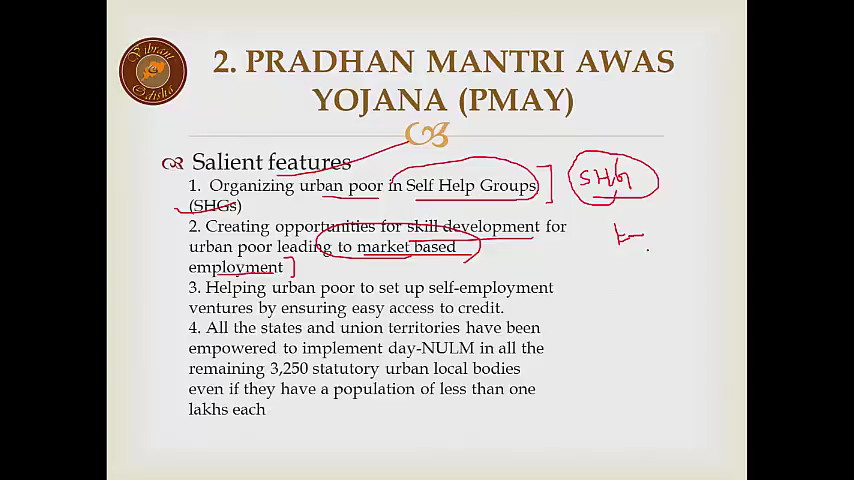 Vibrant
Odisha
2. PRADHAN MANTRI AWAS
YOJANA (PMAY)
Salient features
1. Organizing urban poor in Self Help Groups
(SHGs)
SHG
2. Creating opportunities for skill development for
urban poor leading to market based
employment
3. Helping urban poor to set up self-employment
ventures by ensuring easy access to credit.
4. All the states and union territories have been
empowered to implement day-NULM in all the
remaining 3,250 statutory urban local bodies
even if they have a population of less than one
lakhs each